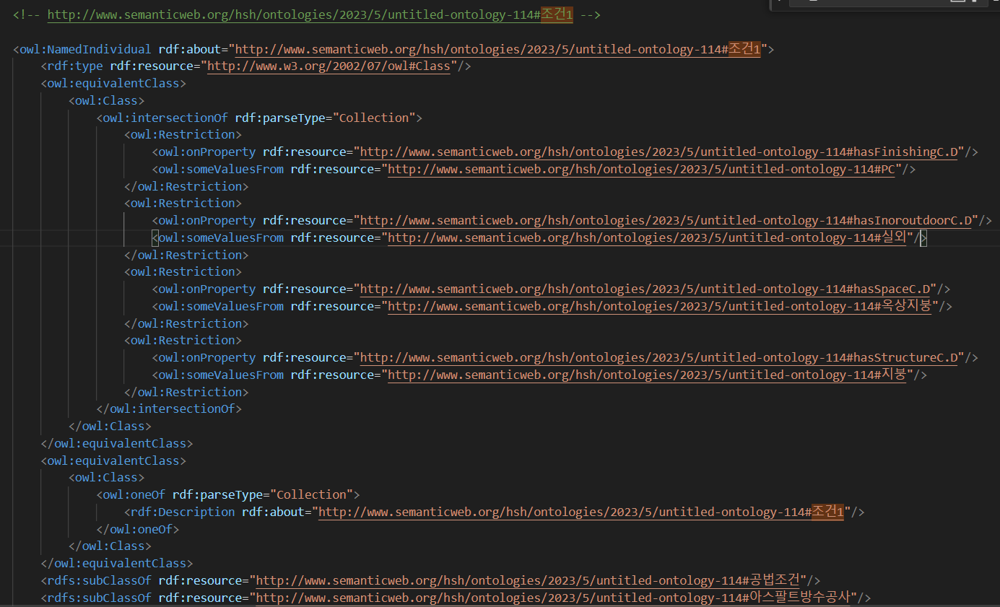 <!-- http://www.semanticweb.org/hsh/ontologies/2023/5/untitled-ontology-114#조건1 -->
<owl:NamedIndividual rdf:about="http://www.semanticweb.org/hsh/ontologies/2023/5/untitled-ontology-114#조건1">
<rdf:type rdf:resource="http://www.w3.org/2002/07/owl#Class"/>
<owl:equivalentClass>
<owl:Class>
<owl:intersectionOf rdf:parseType="Collection">
<owl:Restriction>
<owl:onProperty rdf:resource="http://www.semanticweb.org/hsh/ontologies/2023/5/untitled-ontology-114#hasFinishingC.D"/>
<owl:someValuesFrom rdf:resource="http://www.semanticweb.org/hsh/ontologies/2023/5/untitled-ontology-114#PC"/>
</owl:Restriction>
<owl:Restriction>
<owl:onProperty rdf:resource="http://www.semanticweb.org/hsh/ontologies/2023/5/untitled-ontology-114#hasInoroutdoorC.D"/>
<owl:someValuesFrom rdf:resource="http://www.semanticweb.org/hsh/ontologies/2023/5/untitled-ontology-114#실외"/>
</owl:Restriction>
<owl:Restriction>
<owl:onProperty rdf:resource="http://www.semanticweb.org/hsh/ontologies/2023/5/untitled-ontology-114#hasSpaceC.D"/>
<owl:someValuesFrom rdf:resource="http://www.semanticweb.org/hsh/ontologies/2023/5/untitled-ontology-114#옥상지붕"/>
</owl:Restriction>
<owl:Restriction>
<owl:onProperty rdf:resource="http://www.semanticweb.org/hsh/ontologies/2023/5/untitled-ontology-114#hasStructureC.D"/>
<owl:someValuesFrom rdf:resource="http://www.semanticweb.org/hsh/ontologies/2023/5/untitled-ontology-114#지붕"/>
</owl:Restriction>
</owl:intersectionOf>
</owl:Class>
</owl:equivalentClass>
<owl:equivalentClass>
<owl:Class>
<owl:oneOf rdf:parseType="Collection">
<rdf:Description rdf:about="http://www.semanticweb.org/hsh/ontologies/2023/5/untitled-ontology-114#조건1"/>
</owl:oneOf>
</owl:Class>
</owl:equivalentClass>
<rdfs:subClassOf rdf:resource="http://www.semanticweb.org/hsh/ontologies/2023/5/untitled-ontology-114#공법조건"/>
<rdfs:subClassOf rdf:resource="http://www.semanticweb.org/hsh/ontologies/2023/5/untitled-ontology-114#아스팔트방수공사"/>